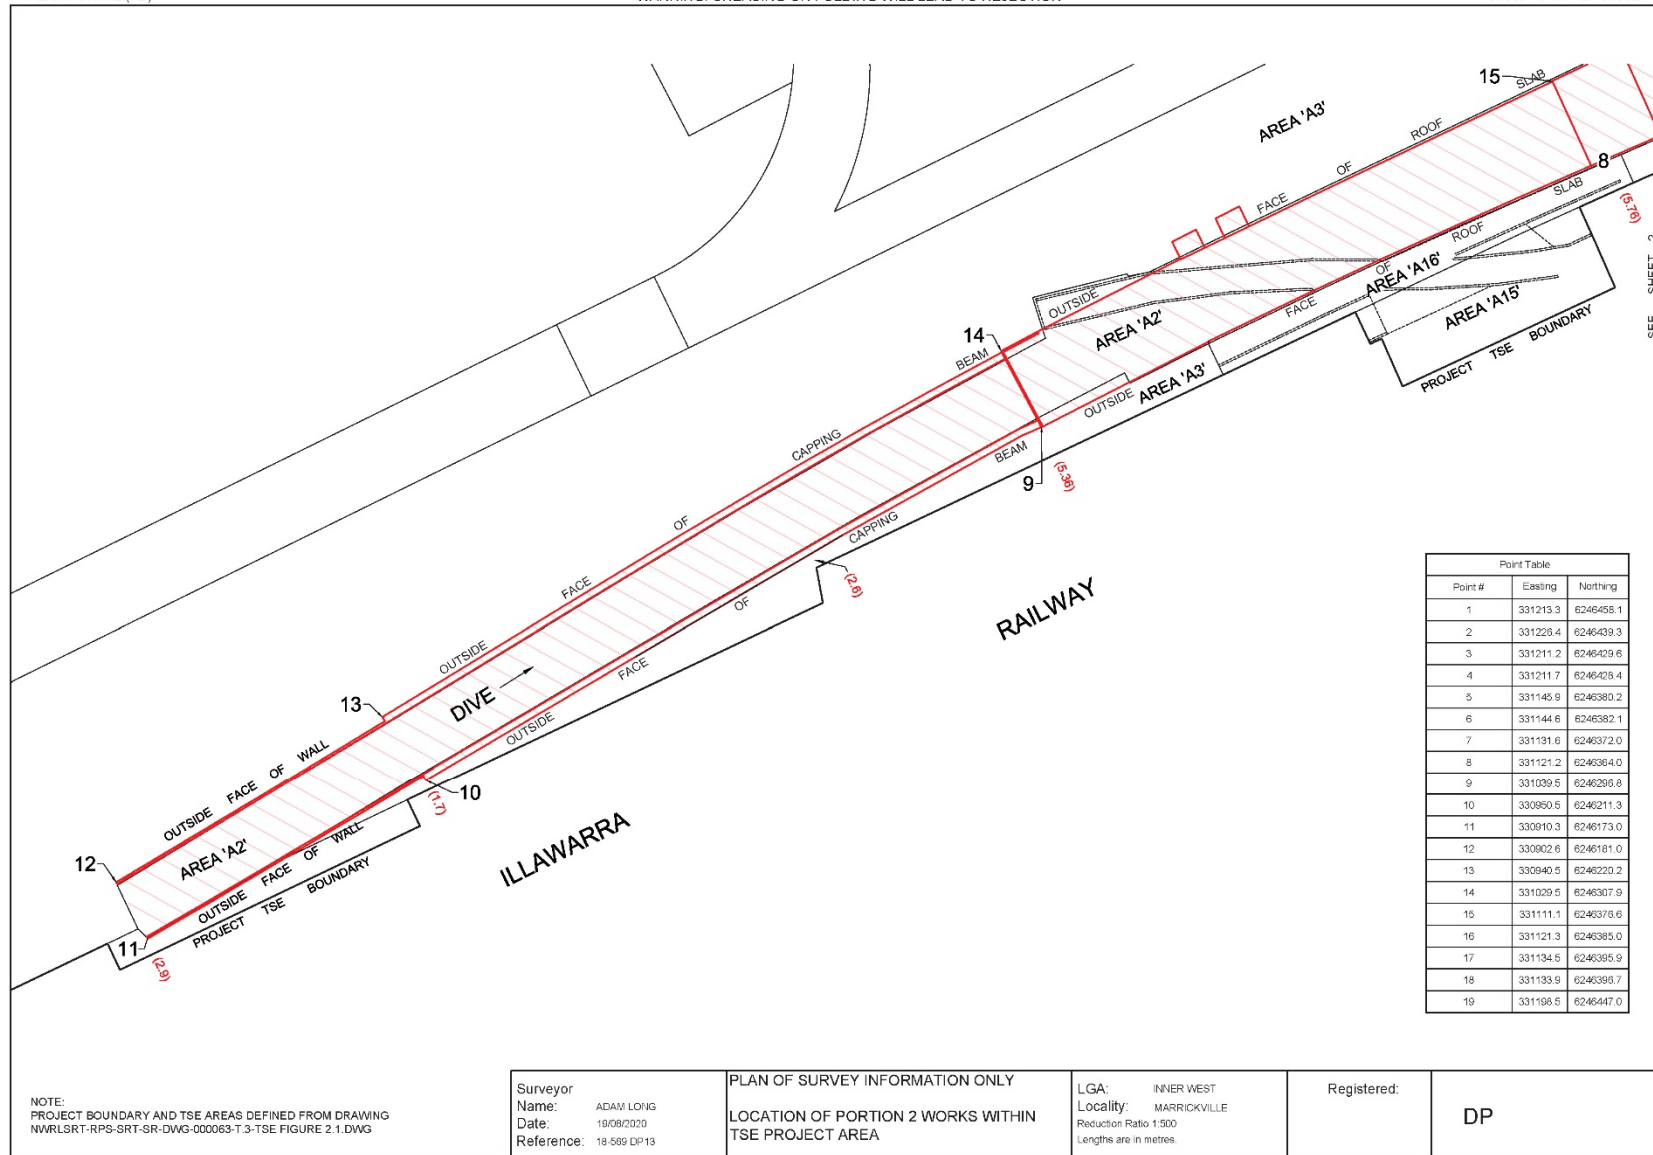 WARNING: CREASING OR FOLDING WILL LEAD TO REJECTION
15
SLAB
ROOF
OF
FACE
AREA 'A3'
8
SLAB
ROOF
OF
FACE
(5.76)
SEE SHEET 2
AREA 'A16'
AREA 'A15'
PROJECT TSE BOUNDARY
OUTSIDE
AREA 'A2'
AREA 'A3'
OUTSIDE
14
BEAM
CAPPING
OF
FACE
OUTSIDE
BEAM
9
(5.36)
CAPPING
(2.6)
OF
FACE
OUTSIDE
RAILWAY
13
DIVE
OUTSIDE FACE OF WALL
10
(1.7)
12
AREA 'A2'
OUTSIDE FACE OF WALL
PROJECT TSE BOUNDARY
11
(2.9)
ILLAWARRA
Point Table
Point # Easting Northing
1 331213.3 6246458.1
2 331226.4 6246439.3
3 331211.2 6246429.6
4 331211.7 6246428.4
5 331145.9 6246380.2
6 331144.6 6246382.1
7 331131.6 6246372.0
8 331121.2 6246364.0
9 331039.5 6246296.8
10 330950.5 6246211.3
11 330910.3 6246173.0
12 330902.6 6246181.0
13 330940.5 6246220.2
14 331029.5 6246307.9
15 331111.1 6246376.6
16 331121.3 6246385.0
17 331134.5 6246395.9
18 331133.9 6246396.7
19 331198.5 6246447.0
NOTE:
PROJECT BOUNDARY AND TSE AREAS DEFINED FROM DRAWING
NWRLSRT-RPS-SRT-SR-DWG-000063-T.3-TSE FIGURE 2.1.DWG
Surveyor
Name: ADAM LONG
Date: 19/08/2020
Reference: 18-569 DP13
PLAN OF SURVEY INFORMATION ONLY
LOCATION OF PORTION 2 WORKS WITHIN
TSE PROJECT AREA
LGA: INNER WEST
Locality: MARRICKVILLE
Reduction Ratio 1:500
Lengths are in metres.
Registered:
DP